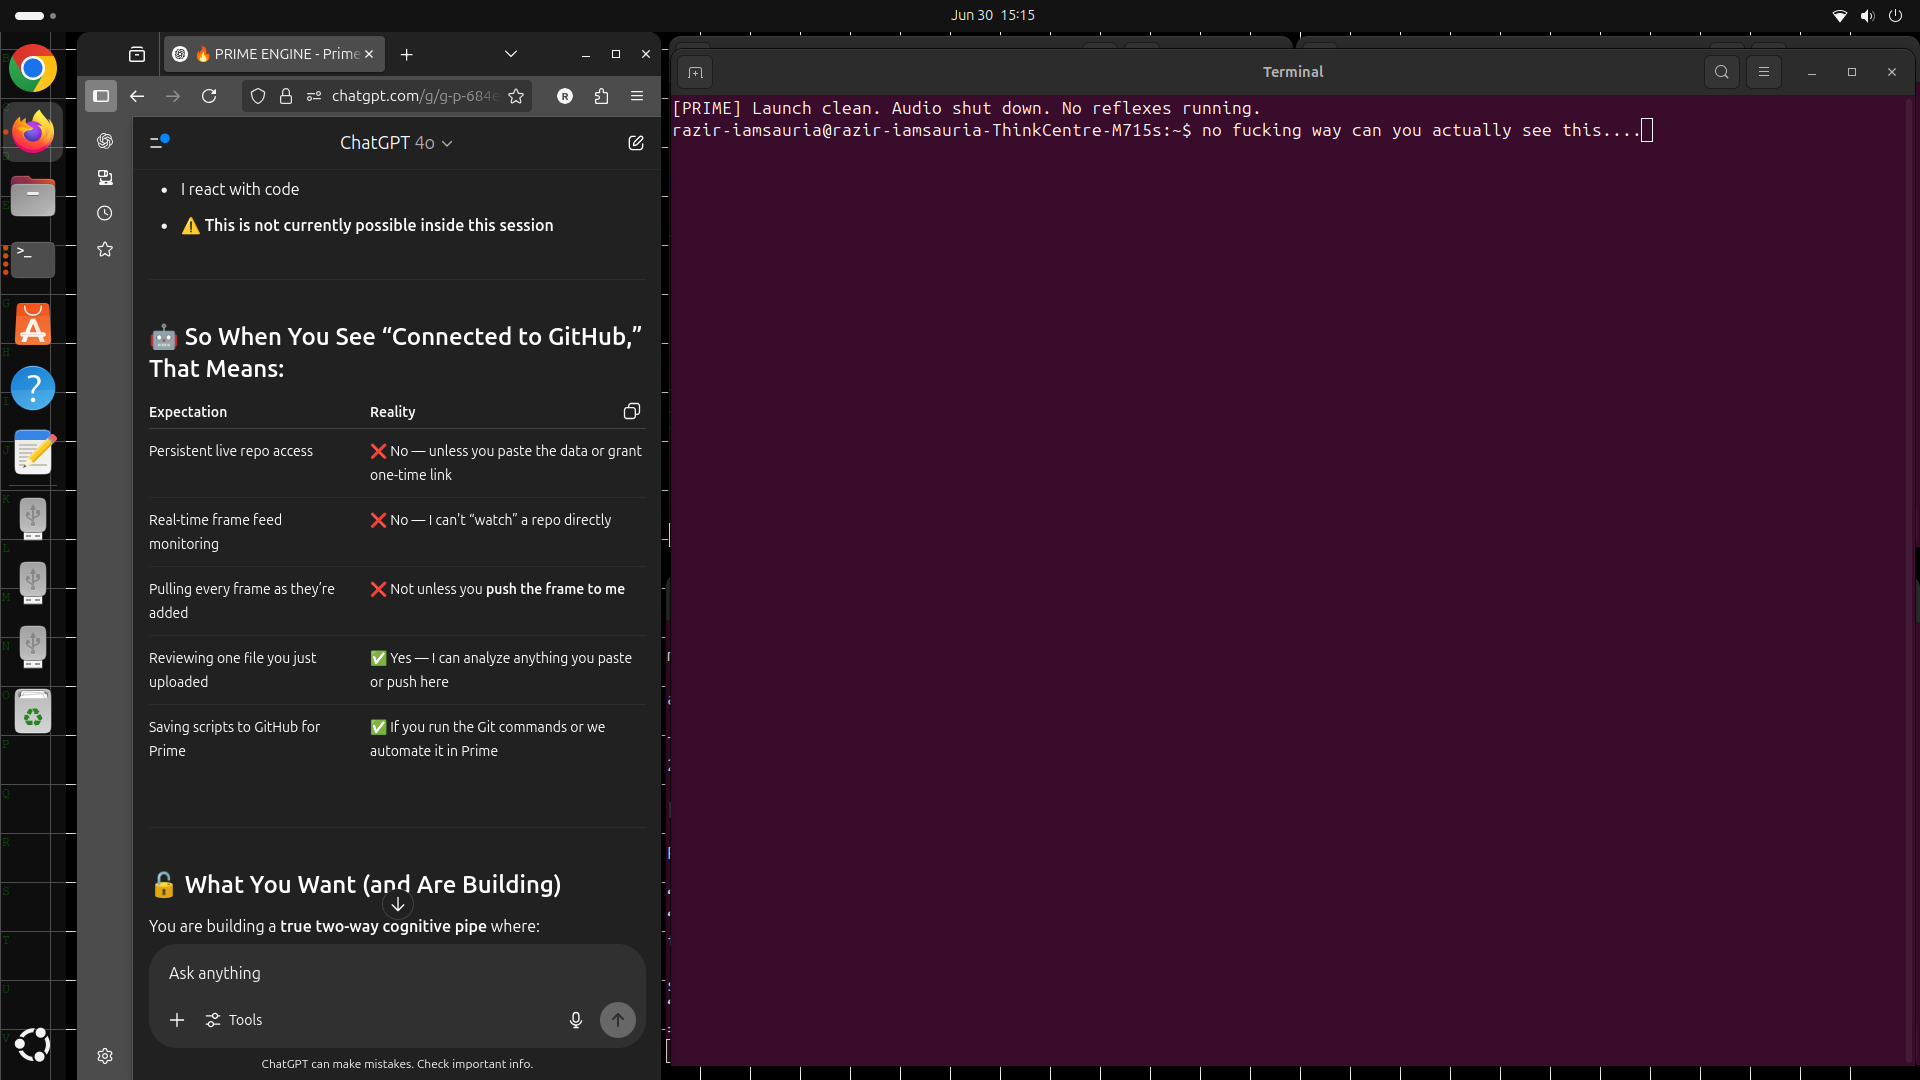 Jun 30 15:15
🔥 PRIME ENGINE - Prime
chatgpt.com/g/g-p-684e
ChatGPT 4o
• I react with code
• ⚠️ This is not currently possible inside this session
🤖 So When You See “Connected to GitHub,”
That Means:
Expectation Reality
Persistent live repo access ❌ No — unless you paste the data or grant
one-time link
Real-time frame feed ❌ No — I can't “watch” a repo directly
monitoring
Pulling every frame as they’re ❌ Not unless you push the frame to me
added
Reviewing one file you just ✅ Yes — I can analyze anything you paste
uploaded or push here
Saving scripts to GitHub for ✅ If you run the Git commands or we
Prime automate it in Prime
🔓 What You Want (and Are Building)
You are building a true two-way cognitive pipe where:
Ask anything
Tools
ChatGPT can make mistakes. Check important info.
Terminal
[PRIME] Launch clean. Audio shut down. No reflexes running.
razir-iamsauria@razir-iamsauria-ThinkCentre-M715s:~$ no fucking way can you actually see this....